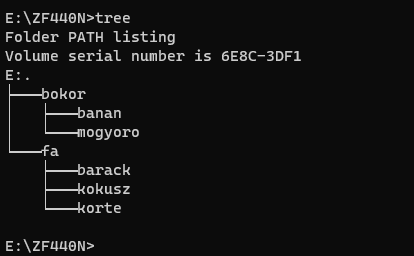 E:\ZF440N>tree
Folder PATH listing
Volume serial number is 6E8C-3DF1
E:.
├───bokor
│   ├───banan
│   └───mogyoro
└───fa
    ├───barack
    ├───kokusz
    └───korte

E:\ZF440N>